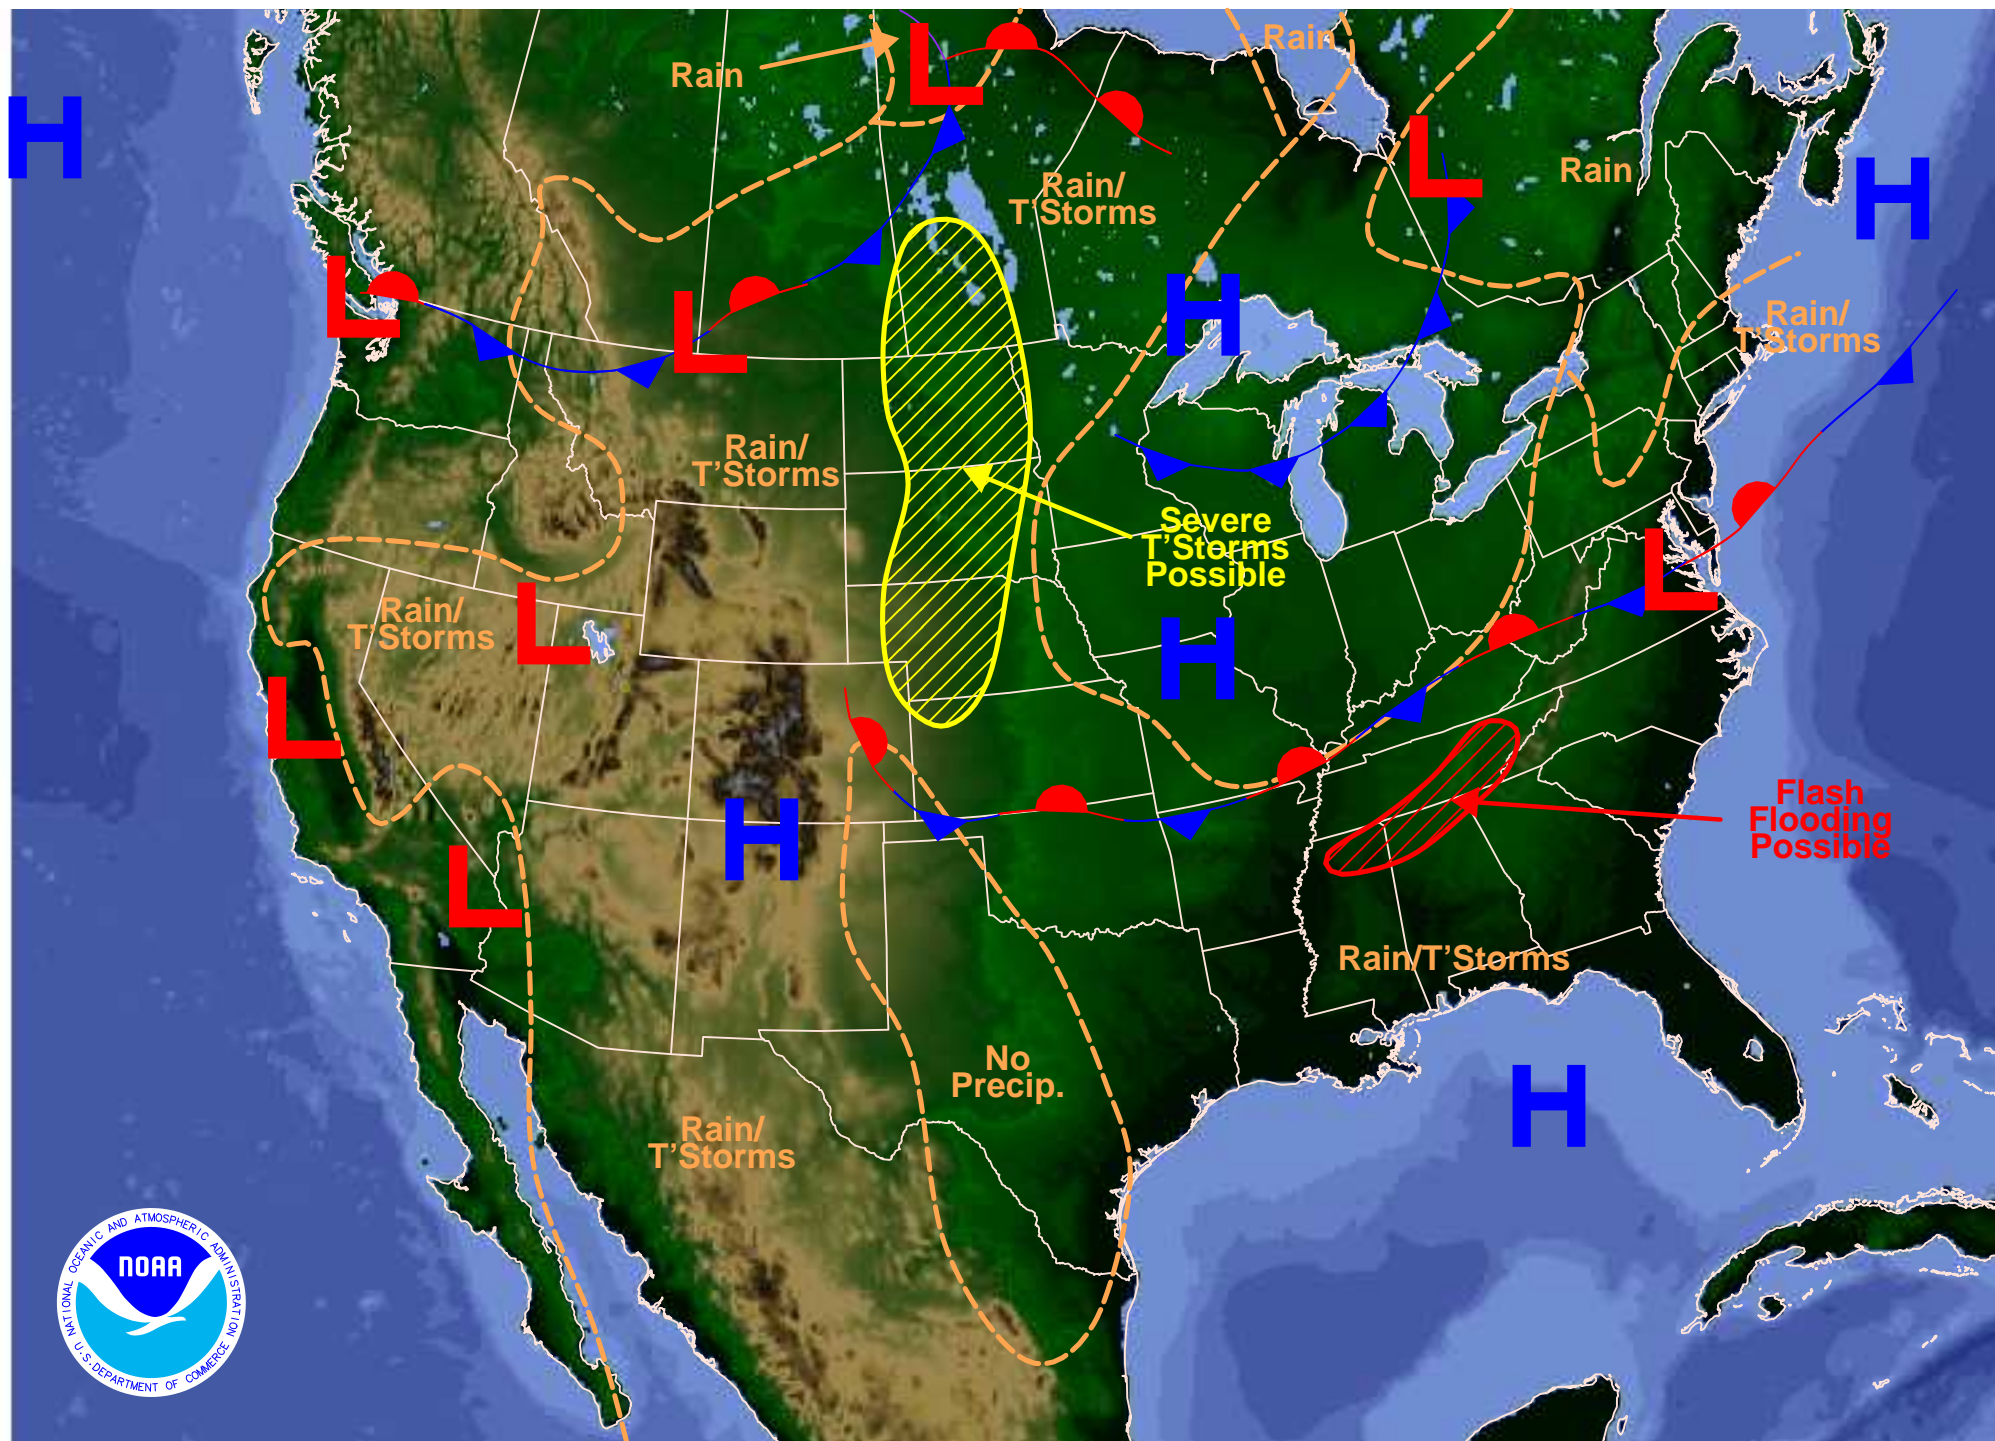 Rain
Rain
L
H
L
Rain
H
Rain/
T'Storms
L
L
H
Rain/
T'Storms
Rain/
T'Storms
Severe
T'Storms
Possible
L
L
Rain/
T'Storms
H
L
Flash
Flooding
Possible
H
L
Rain/T'Storms
No
Precip.
H
Rain/
T'Storms
NATIONAL OCEANIC AND ATMOSPHERIC ADMINISTRATION
NOAA
U.S. DEPARTMENT OF COMMERCE